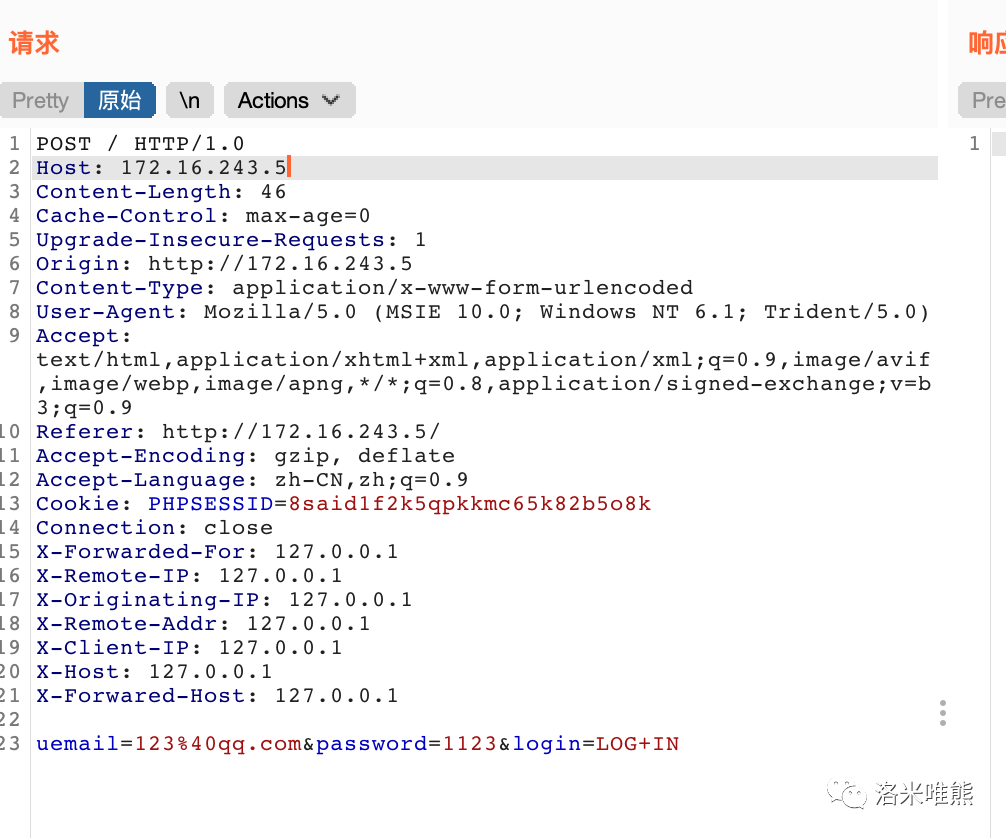 请求
响应
Pretty 原始 \n Actions
Pre
1 POST / HTTP/1.0
2 Host: 172.16.243.5
3 Content-Length: 46
4 Cache-Control: max-age=0
5 Upgrade-Insecure-Requests: 1
6 Origin: http://172.16.243.5
7 Content-Type: application/x-www-form-urlencoded
8 User-Agent: Mozilla/5.0 (MSIE 10.0; Windows NT 6.1; Trident/5.0)
9 Accept:
text/html,application/xhtml+xml,application/xml;q=0.9,image/avif
,image/webp,image/apng,*/*;q=0.8,application/signed-exchange;v=b
3;q=0.9
10 Referer: http://172.16.243.5/
11 Accept-Encoding: gzip, deflate
12 Accept-Language: zh-CN,zh;q=0.9
13 Cookie: PHPSESSID=8said1f2k5qpkkmc65k82b5o8k
14 Connection: close
15 X-Forwarded-For: 127.0.0.1
16 X-Remote-IP: 127.0.0.1
17 X-Originating-IP: 127.0.0.1
18 X-Remote-Addr: 127.0.0.1
19 X-Client-IP: 127.0.0.1
20 X-Host: 127.0.0.1
21 X-Forwared-Host: 127.0.0.1
22
23 uemail=123%40qq.com&password=1123&login=LOG+IN
1
洛米唯熊